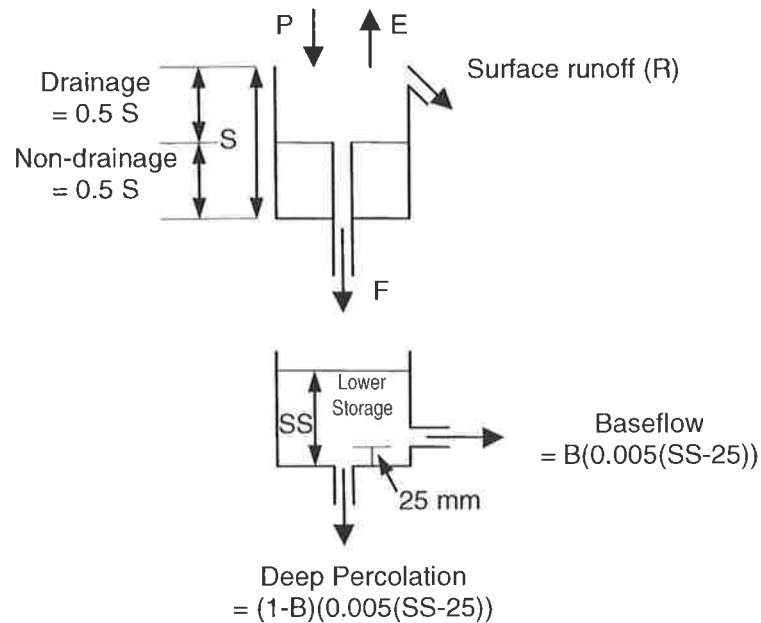 P
E
Surface runoff (R)
Drainage
= 0.5 S
S
Non-drainage
= 0.5 S
F
Lower
Storage
SS
Baseflow
= B(0.005(SS-25))
25 mm
Deep Percolation
= (1-B)(0.005(SS-25))